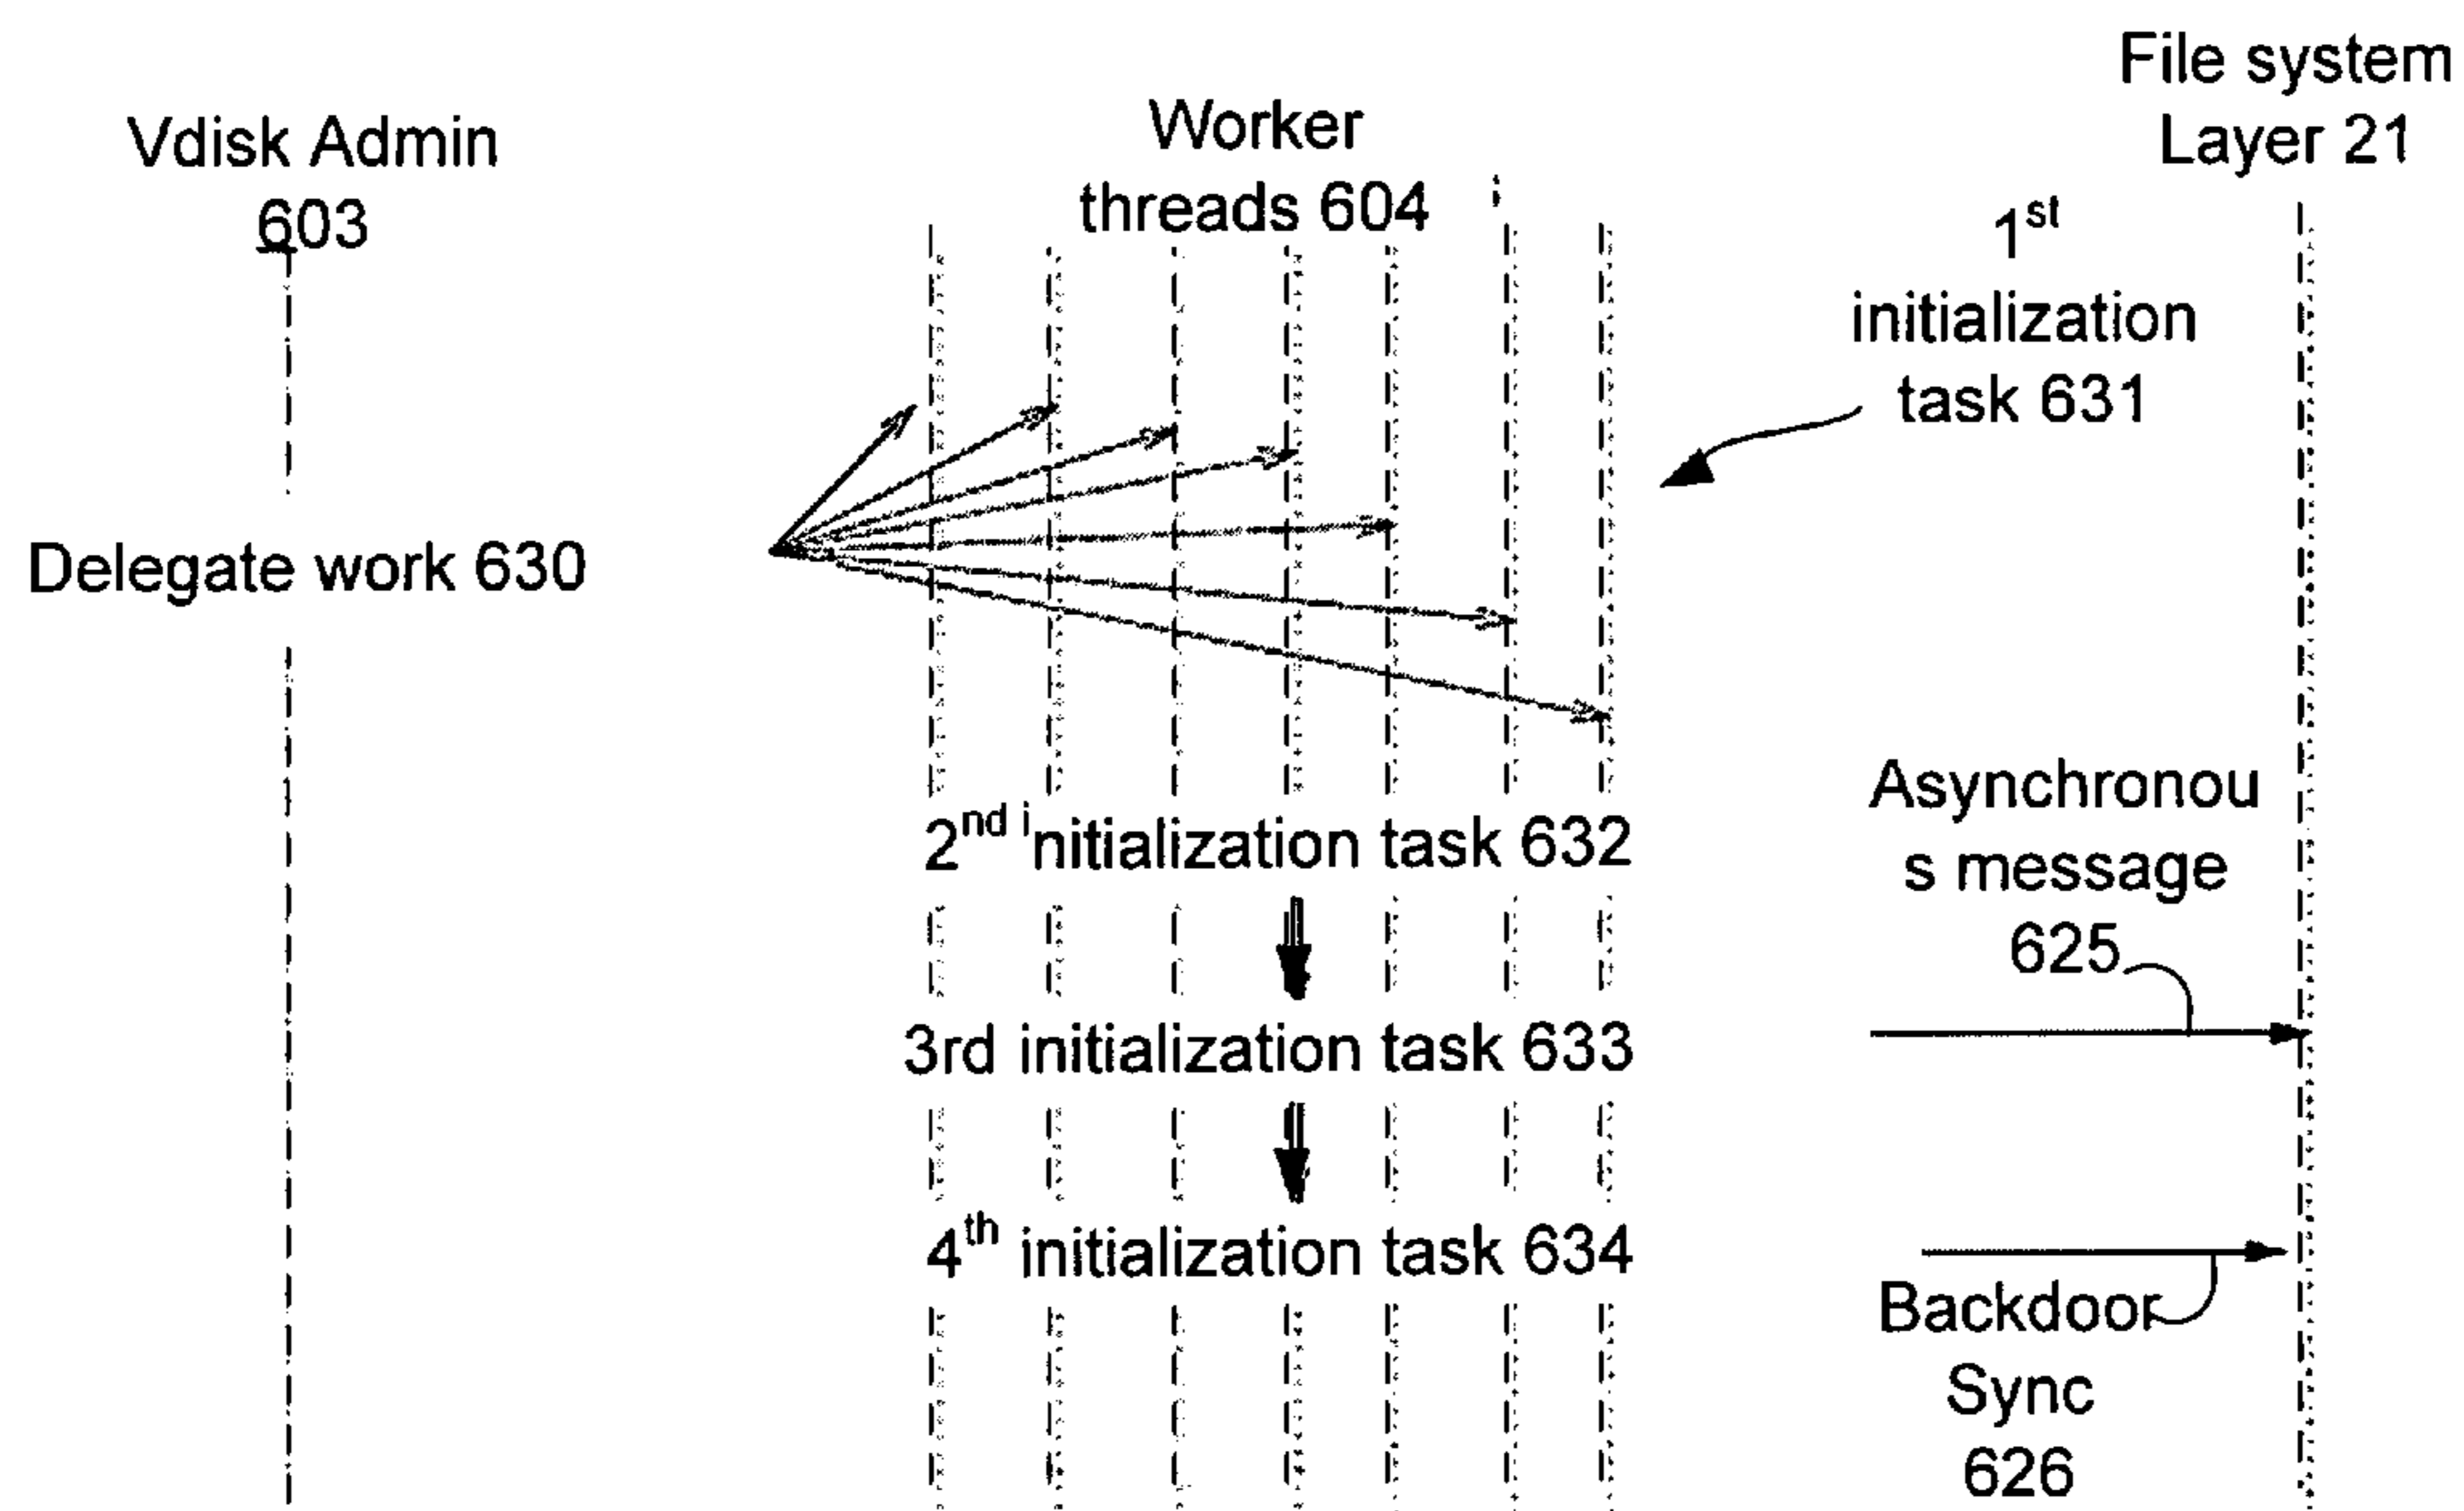 File system
Layer 21
Vdisk Admin
603
Worker
threads 604
1st
initialization
task 631
Delegate work 630
Asynchronou
s message
625
2nd initialization task 632
3rd initialization task 633
4th initialization task 634
Backdoor
Sync
626